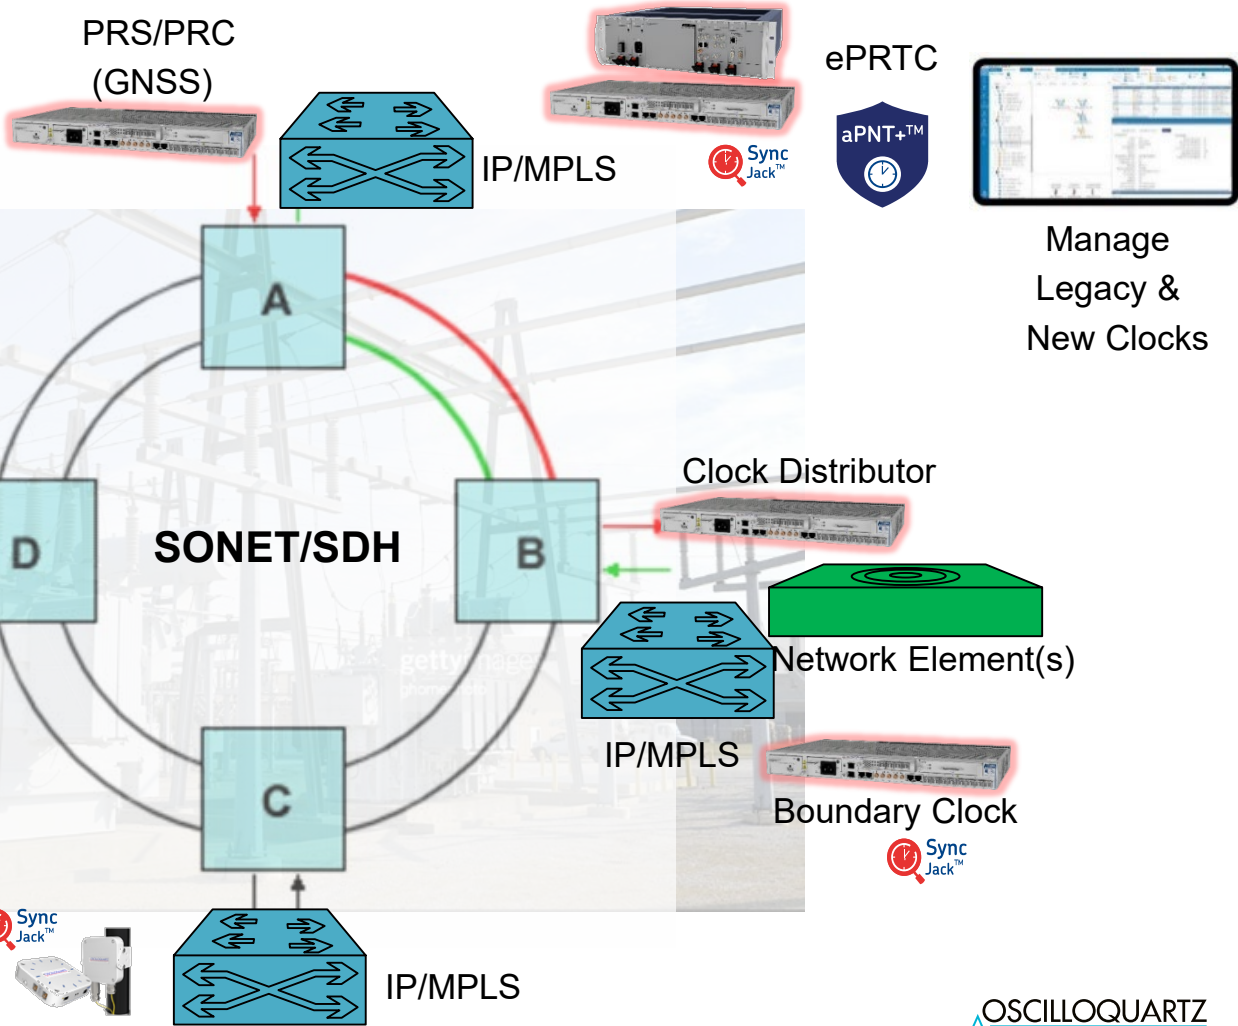 PRS/PRC
(GNSS)
IP/MPLS
Sync
Jack™
ePRTC
aPNT+™
Manage
Legacy &
New Clocks
A
Clock Distributor
D
SONET/SDH
B
gettyimages
Network Element(s)
IP/MPLS
C
Boundary Clock
Sync
Jack™
Sync
Jack™
IP/MPLS
OSCILLOQUARTZ